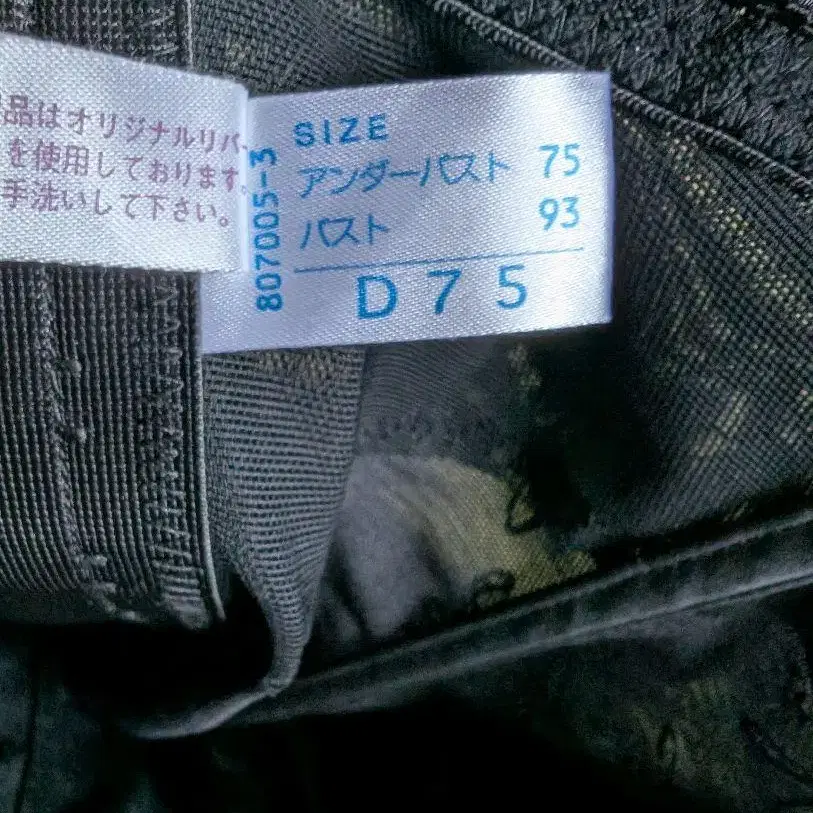 品はオリジナルリバ
を使用しております。
手洗いして下さい。
807005-3
SIZE
アンダーバスト 75
バスト 93
D75